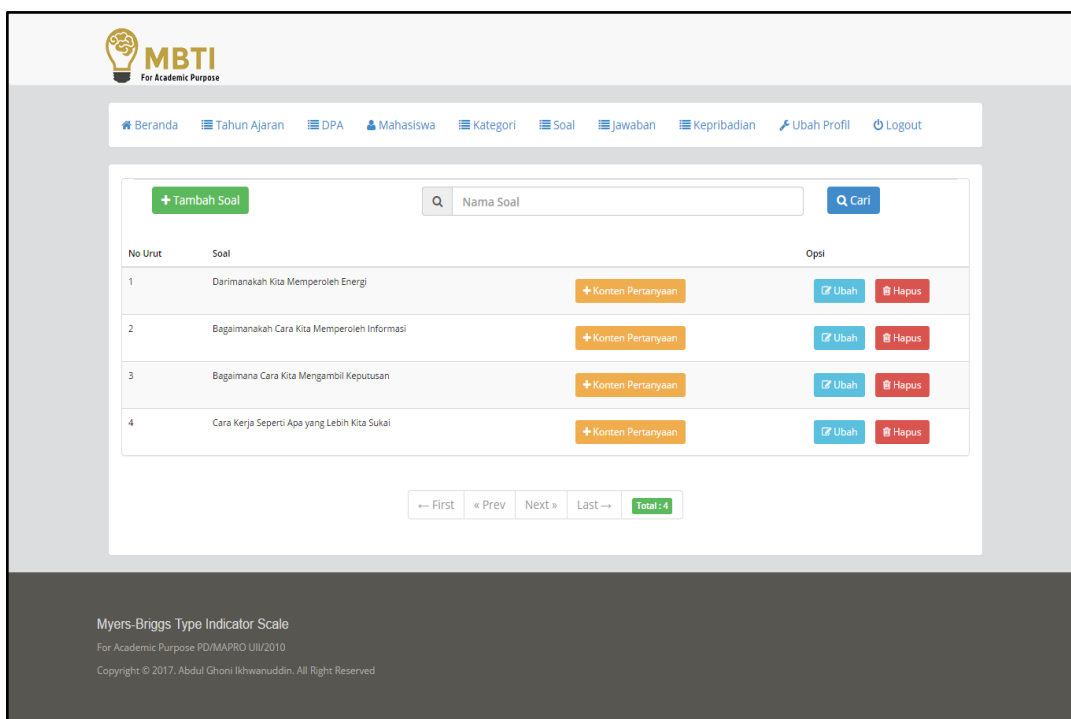 MBTI
For Academic Purpose
Beranda Tahun Ajaran DPA Mahasiswa Kategori Soal Jawaban Kepribadian Ubah Profil Logout
+ Tambah Soal Nama Soal Cari
No Urut Soal Opsi
1 Darimanakah Kita Memperoleh Energi + Konten Pertanyaan Ubah Hapus
2 Bagaimanakah Cara Kita Memperoleh Informasi + Konten Pertanyaan Ubah Hapus
3 Bagaimana Cara Kita Mengambil Keputusan + Konten Pertanyaan Ubah Hapus
4 Cara Kerja Seperti Apa yang Lebih Kita Sukai + Konten Pertanyaan Ubah Hapus
← First « Prev Next » Last → Total : 4
Myers-Briggs Type Indicator Scale
For Academic Purpose PD/MAPRO UII/2010
Copyright © 2017. Abdul Ghoni Ikhwanuddin. All Right Reserved